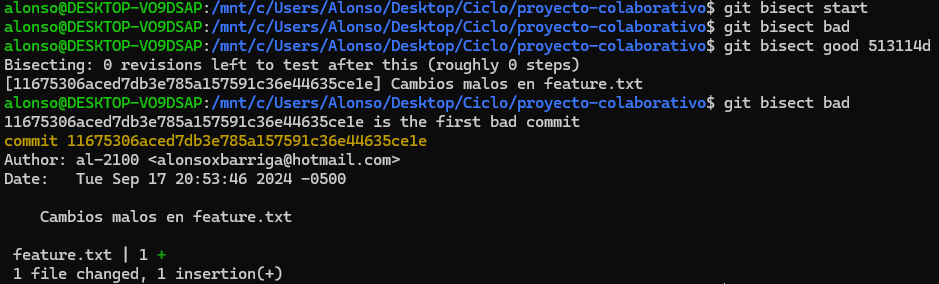 alonso@DESKTOP-VO9DSAP:/mnt/c/Users/Alonso/Desktop/Ciclo/proyecto-colaborativo$ git bisect start
alonso@DESKTOP-VO9DSAP:/mnt/c/Users/Alonso/Desktop/Ciclo/proyecto-colaborativo$ git bisect bad
alonso@DESKTOP-VO9DSAP:/mnt/c/Users/Alonso/Desktop/Ciclo/proyecto-colaborativo$ git bisect good 513114d
Bisecting: 0 revisions left to test after this (roughly 0 steps)
[11675306aced7db3e785a157591c36e44635ce1e] Cambios malos en feature.txt
alonso@DESKTOP-VO9DSAP:/mnt/c/Users/Alonso/Desktop/Ciclo/proyecto-colaborativo$ git bisect bad
11675306aced7db3e785a157591c36e44635ce1e is the first bad commit
commit 11675306aced7db3e785a157591c36e44635ce1e
Author: al-2100 <alonsoxbarriga@hotmail.com>
Date:   Tue Sep 17 20:53:46 2024 -0500

    Cambios malos en feature.txt

 feature.txt | 1 +
 1 file changed, 1 insertion(+)